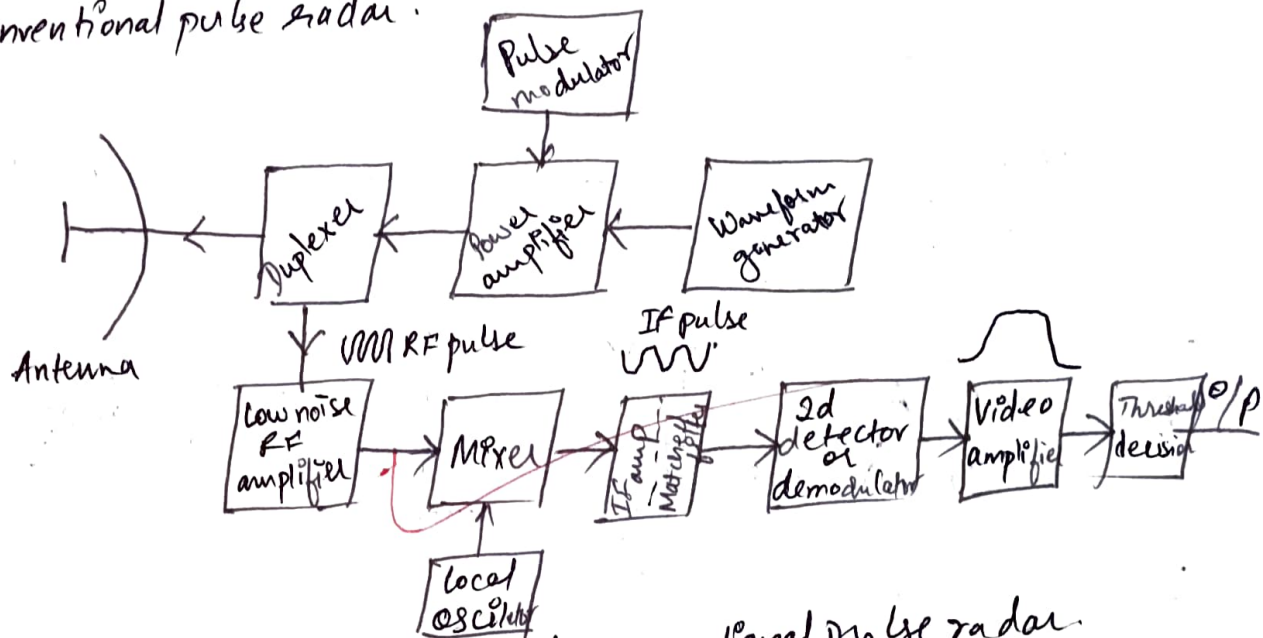 nventional pulse radar.
Pulse
modulator
Duplexer
Power
amplifier
Waveform
generator
Antenna
RF pulse
IF pulse
Low noise
RF
amplifier
Mixer
IF amp
Matched
filter
2d
detector
or
demodulator
Video
amplifier
decision
O/P
Local
pulse radar.